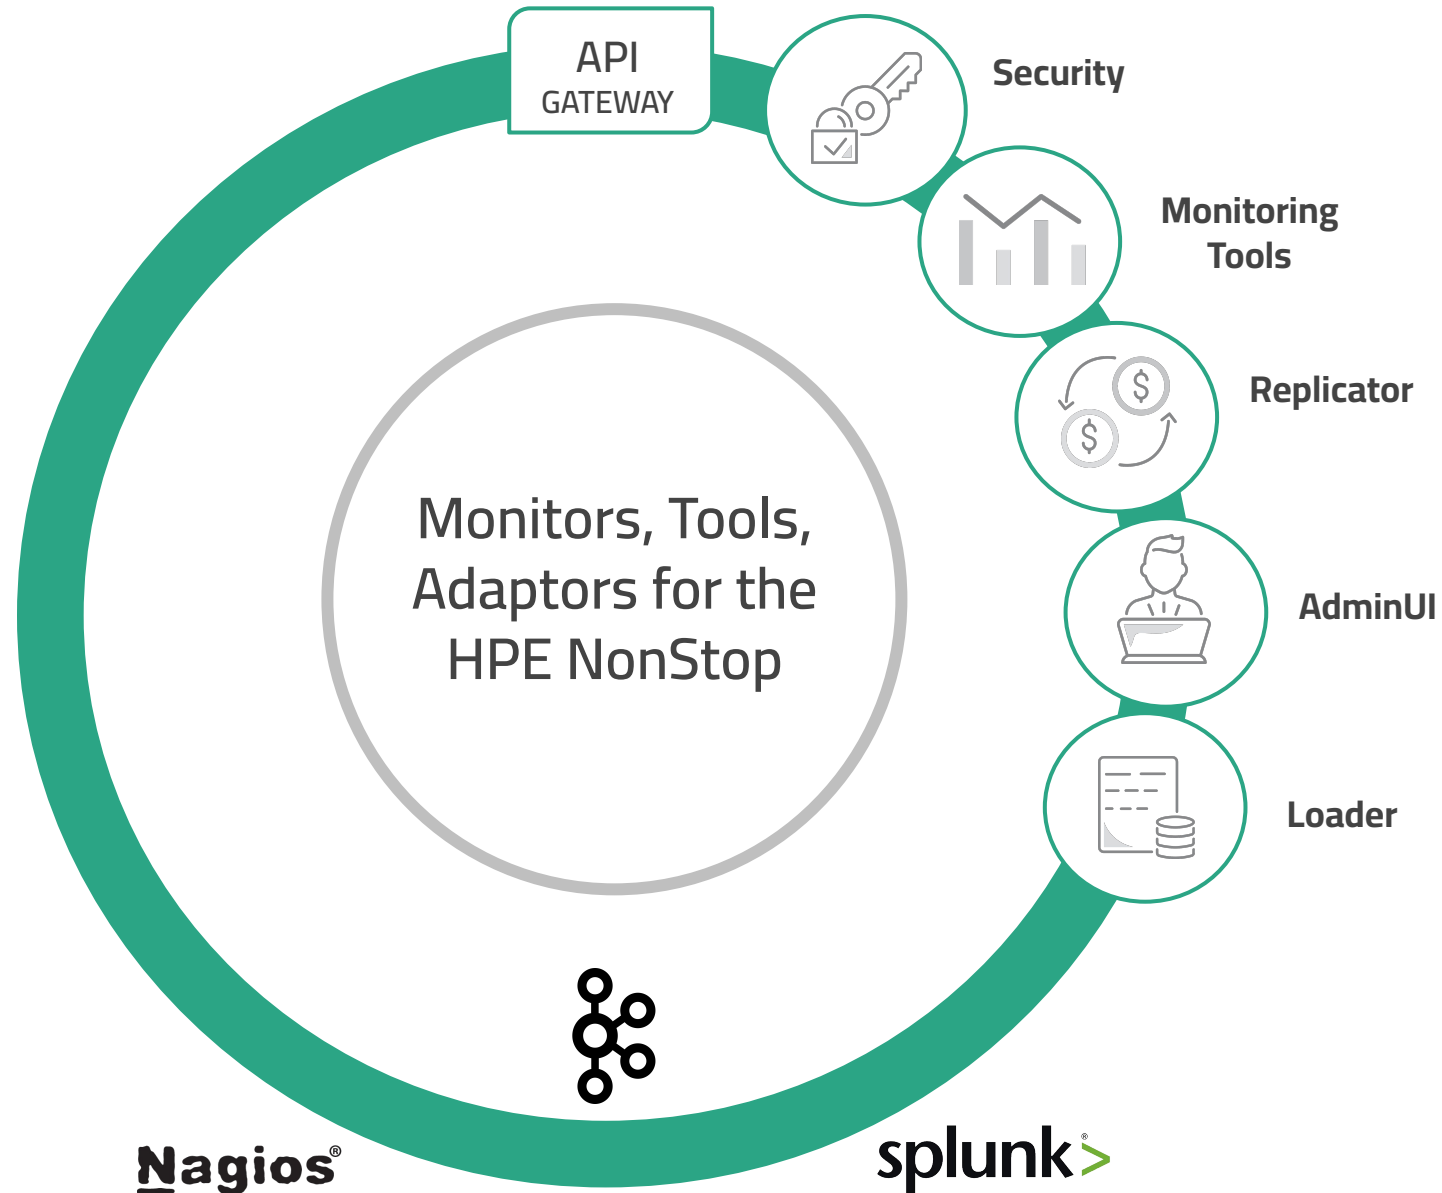 API
GATEWAY
Security
Monitoring
Tools
Replicator
AdminUI
Loader
Monitors, Tools,
Adaptors for the
HPE NonStop
Nagios®
splunk®>